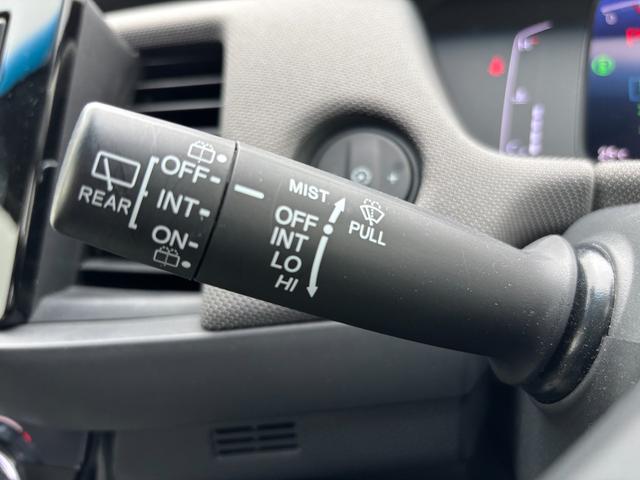 REAR
OFF
INT
ON
MIST
OFF
INT
LO
HI
PULL